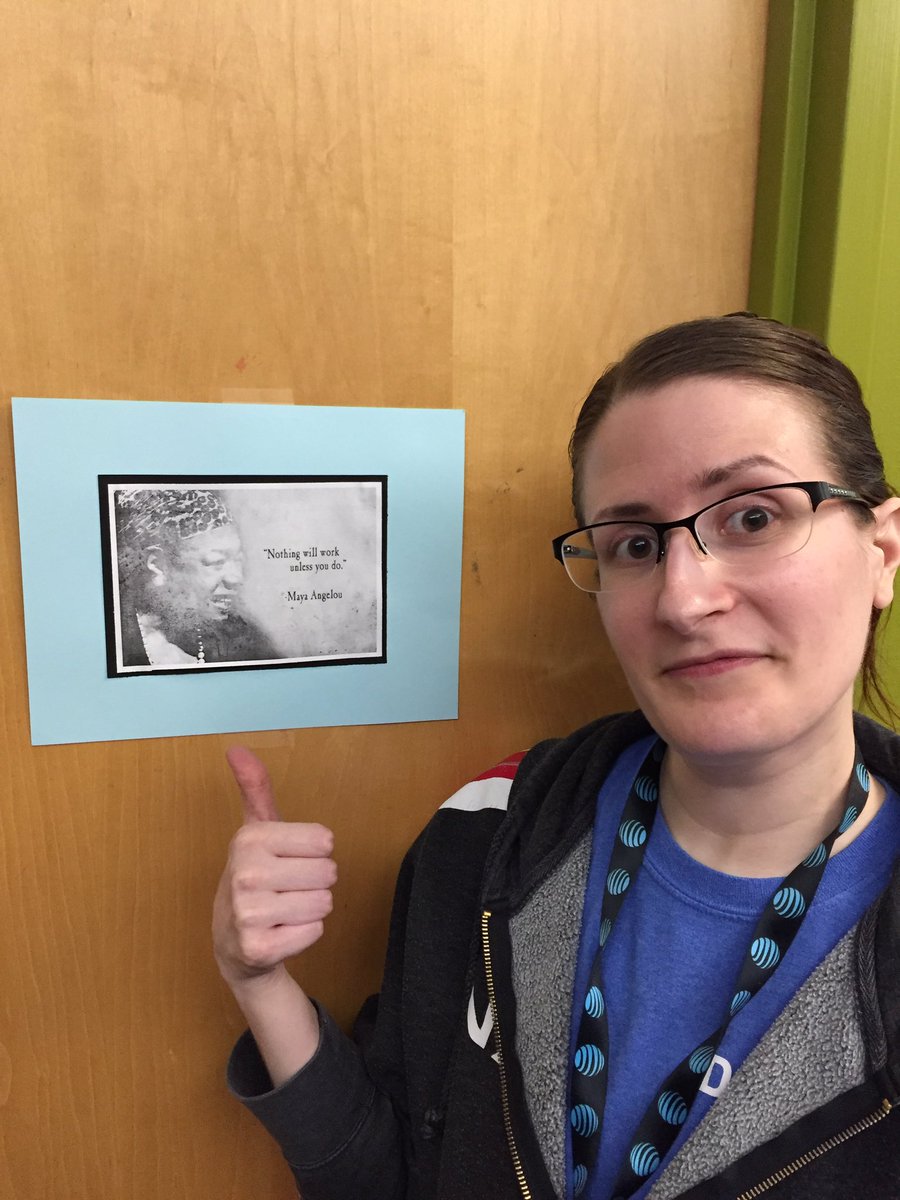 “Nothing will work
unless you do.”
-Maya Angelou
D